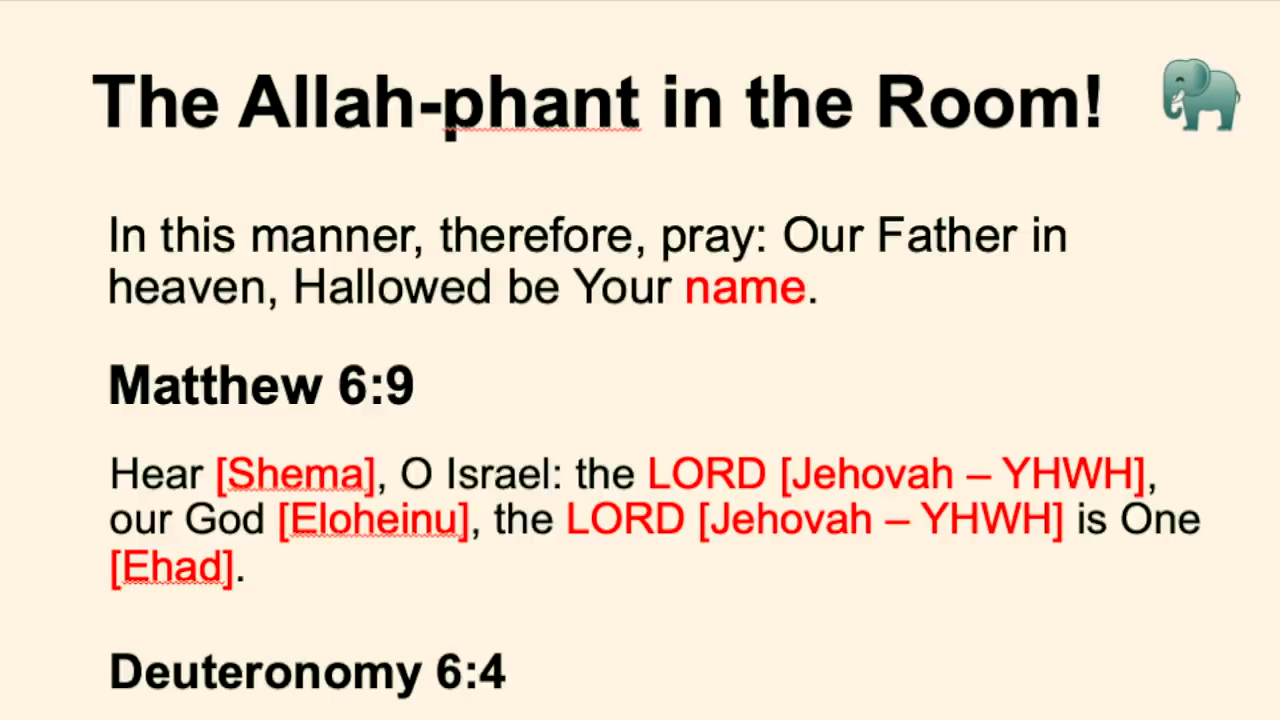 The Allah-phant in the Room!
In this manner, therefore, pray: Our Father in
heaven, Hallowed be Your name.
Matthew 6:9
Hear [Shema], O Israel: the LORD [Jehovah – YHWH],
our God [Eloheinu], the LORD [Jehovah – YHWH] is One
[Ehad].
Deuteronomy 6:4